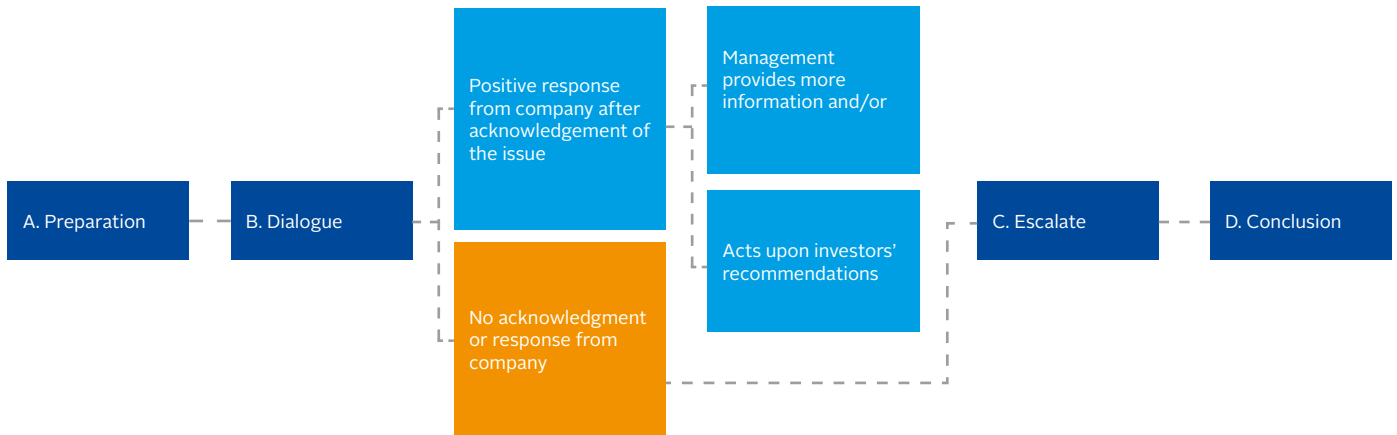 A. Preparation
B. Dialogue
Positive response
from company after
acknowledgement of
the issue
No acknowledgment
or response from
company
Management
provides more
information and/or
Acts upon investors’
recommendations
C. Escalate
D. Conclusion